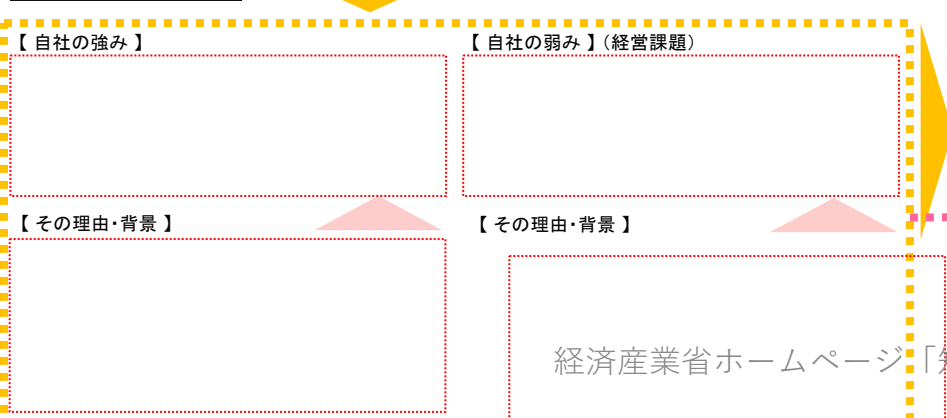 【 自社の強み 】
【 自社の弱み 】（経営課題）
【 その理由・背景 】
【 その理由・背景 】
経済産業省ホームページ「